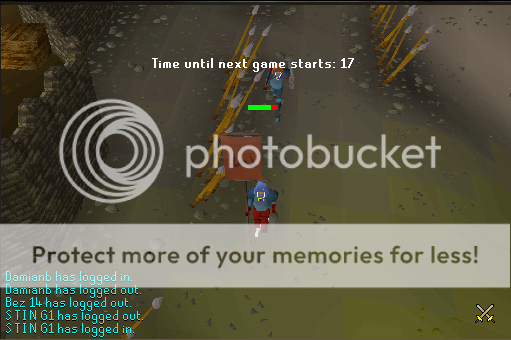 Time until next game starts: 17
photobucket
Protect more of your memories for less!
Damianb has logged in.
Damianb has logged out.
Bez 14 has logged out.
STIN G1 has logged out.
STIN G1 has logged in.